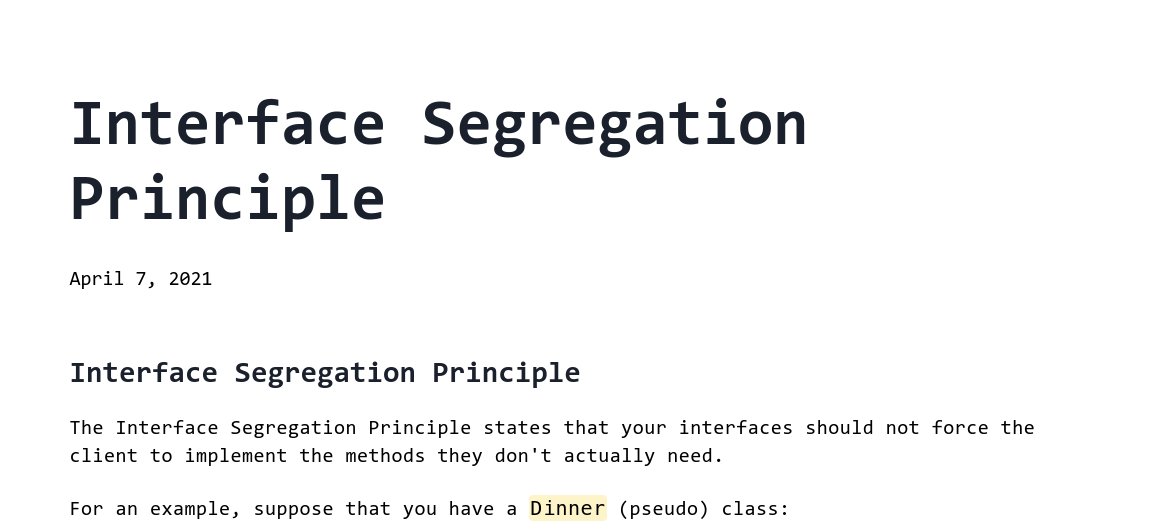 Interface Segregation
Principle
April 7, 2021
Interface Segregation Principle
The Interface Segregation Principle states that your interfaces should not force the
client to implement the methods they don't actually need.
For an example, suppose that you have a Dinner (pseudo) class: